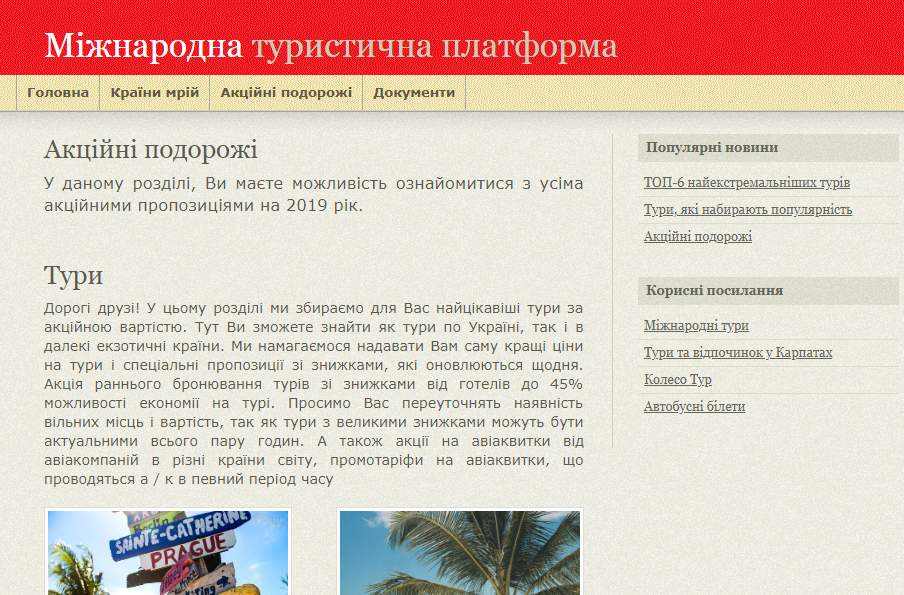 Міжнародна туристична платформа
Головна
Країни мрій
Акційні подорожі
Документи
Акційні подорожі
У даному розділі, Ви маєте можливість ознайомитися з усіма
акційними пропозиціями на 2019 рік.
Тури
Дорогі друзі! У цьому розділі ми збираємо для Вас найцікавіші тури за
акційною вартістю. Тут Ви зможете знайти як тури по Україні, так і в
далекі екзотичні країни. Ми намагаємося надавати Вам саму кращі ціни
на тури і спеціальні пропозиції зі знижками, які оновлюються щодня.
Акція раннього бронювання турів зі знижками від готелів до 45%
можливості економії на турі. Просимо Вас переуточнять наявність
вільних місць і вартість, так як тури з великими знижками можуть бути
актуальними всього пару годин. А також акції на авіаквитки від
авіакомпаній в різні країни світу, промотаріфи на авіаквитки, що
проводяться а / к в певний період часу
SAINTE-CATHERINE
PRAGUE
Популярні новини
ТОП-6 найекстремальніших турів
Тури, які набирають популярність
Акційні подорожі
Корисні посилання
Міжнародні тури
Тури та відпочинок у Карпатах
Колесо Тур
Автобусні білети